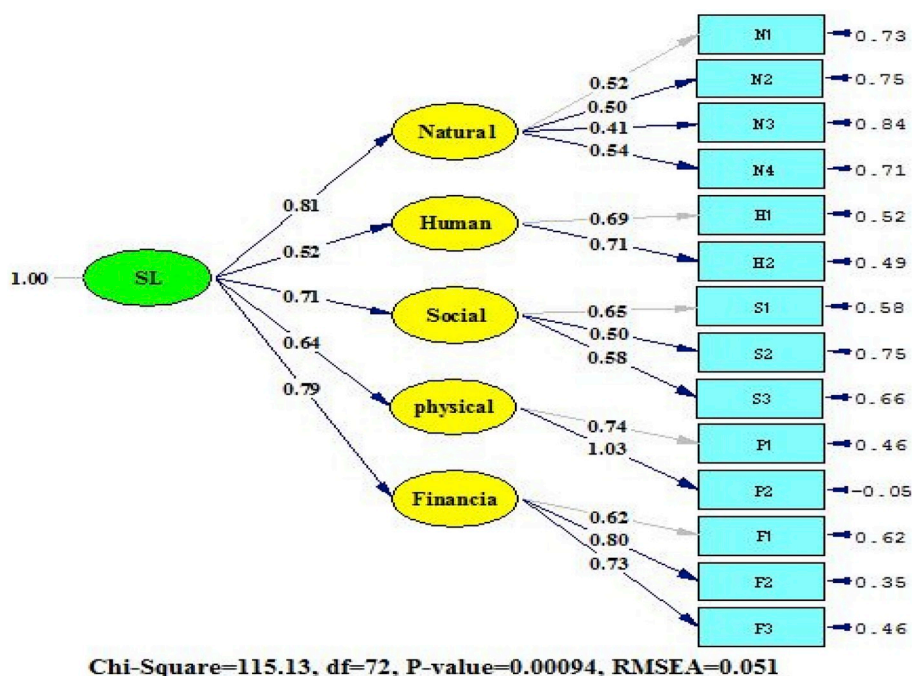 N1 0.73
0.52
N2 0.75
0.50
Natural 0.41 N3 0.84
0.54
N4 0.71
0.81
Human 0.69 H1 0.52
0.52 0.71
H2 0.49
1.00 SL
0.71 Social 0.65 S1 0.58
0.50
S2 0.75
0.58
0.64
S3 0.66
0.79 physical
0.74 P1 0.46
1.03
P2 -0.05
Financia
0.62 F1 0.62
0.80
0.73 F2 0.35
F3 0.46
Chi-Square=115.13, df=72, P-value=0.00094, RMSEA=0.051